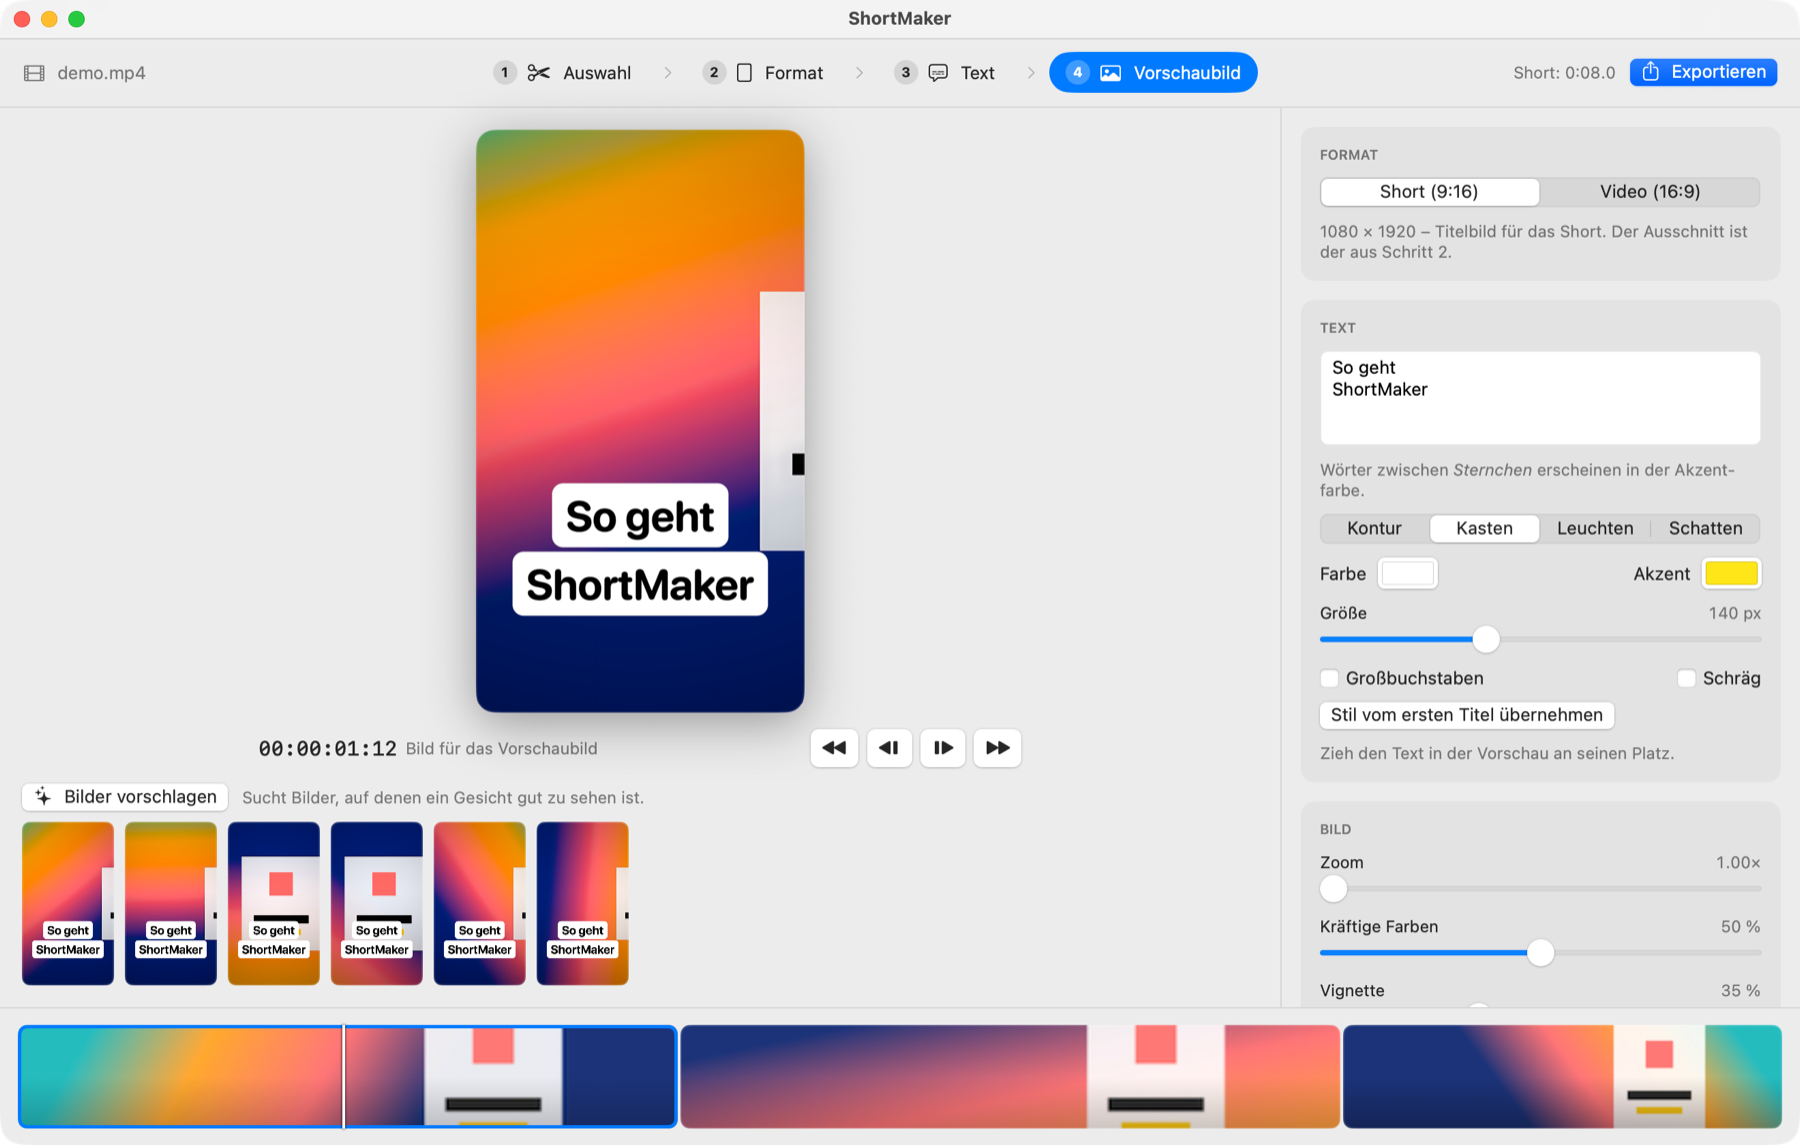 ShortMaker
demo.mp4
1 Auswahl
2 Format
3 Text
4 Vorschaubild
Short: 0:08.0
Exportieren
So geht
ShortMaker
00:00:01:12 Bild für das Vorschaubild
Bilder vorschlagen Sucht Bilder, auf denen ein Gesicht gut zu sehen ist.
So geht
ShortMaker
So geht
ShortMaker
So geht
ShortMaker
So geht
ShortMaker
So geht
ShortMaker
So geht
ShortMaker
FORMAT
Short (9:16) Video (16:9)
1080 × 1920 – Titelbild für das Short. Der Ausschnitt ist
der aus Schritt 2.
TEXT
So geht
ShortMaker
Wörter zwischen Sternchen erscheinen in der Akzent-
farbe.
Kontur Kasten Leuchten Schatten
Farbe Akzent
Größe 140 px
Großbuchstaben Schräg
Stil vom ersten Titel übernehmen
Zieh den Text in der Vorschau an seinen Platz.
BILD
Zoom 1.00×
Kräftige Farben 50 %
Vignette 35 %